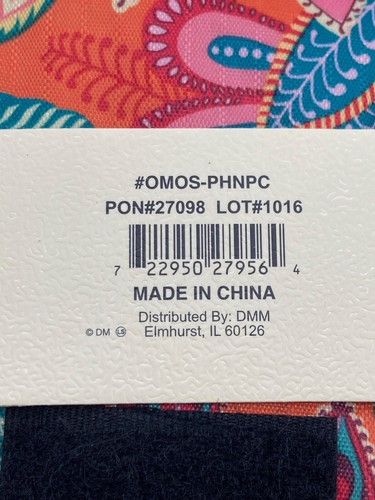 #OMOS-PHNPC
PON#27098 LOT#1016
7 22950 27956 4
MADE IN CHINA
Distributed By: DMM
© DM LS Elmhurst, IL 60126